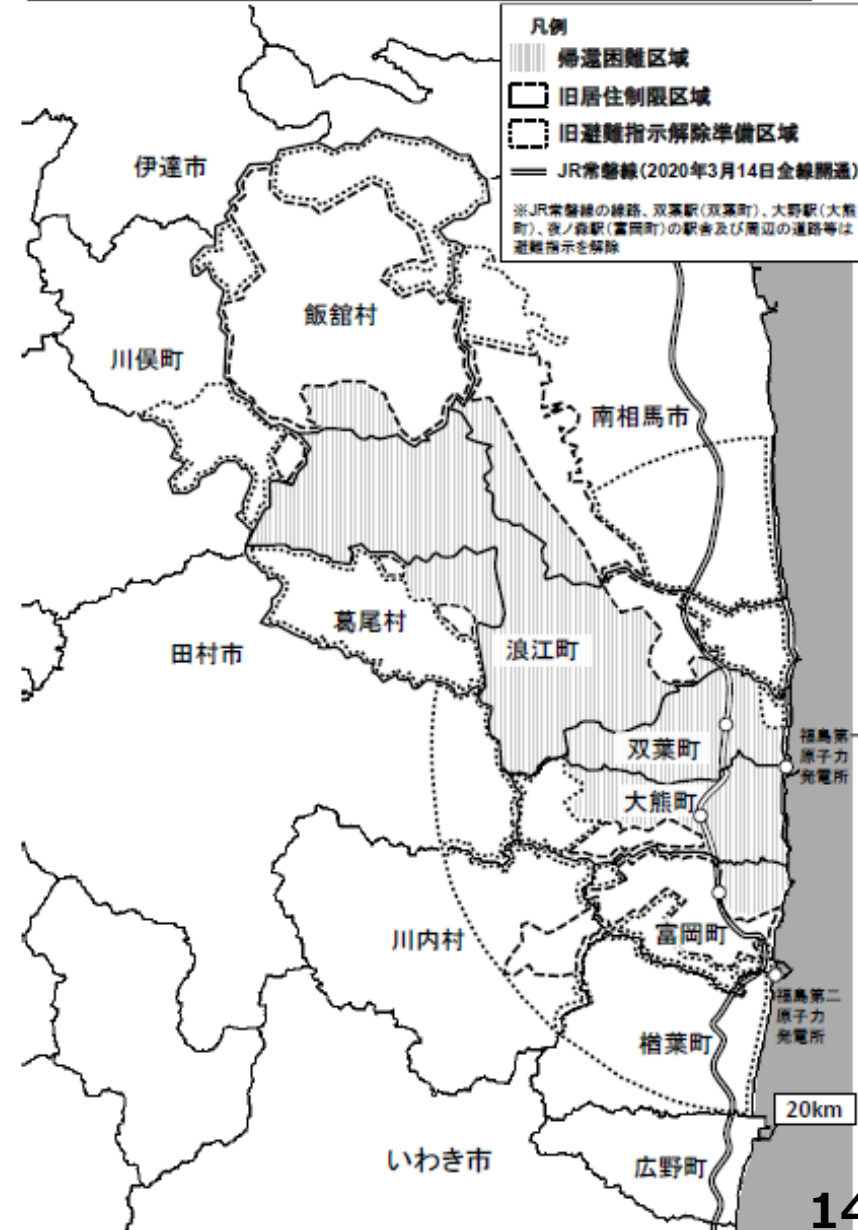 凡例
帰還困難区域
旧居住制限区域
旧避難指示解除準備区域
JR常磐線(2020年3月14日全線開通)
※JR常磐線の線路、双葉駅(双葉町)、大野駅(大熊
町)、夜ノ森駅(富岡町)の駅舎及び周辺の道路等は
避難指示を解除
伊達市
飯舘村
川俣町
南相馬市
葛尾村
田村市
浪江町
双葉町
福島第一
原子力
発電所
大熊町
川内村
富岡町
福島第二
原子力
発電所
楢葉町
20km
いわき市
広野町
14